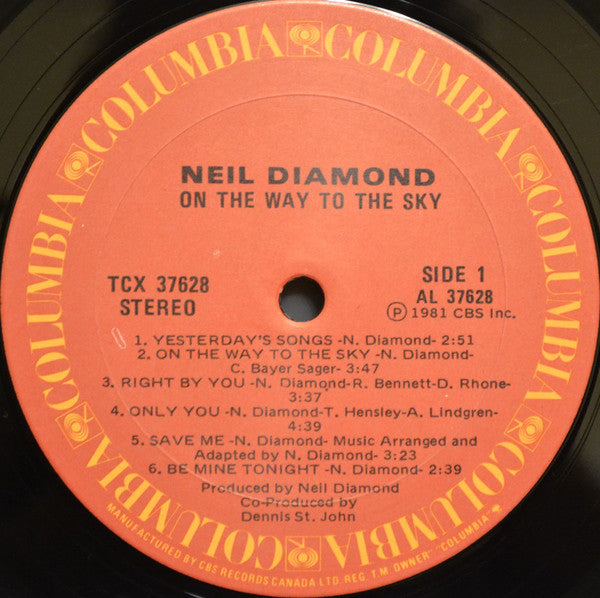 COLUMBIA COLUMBIA COLUMBIA COLUMBIA COLUMBIA COLUMBIA
NEIL DIAMOND
ON THE WAY TO THE SKY
TCX 37628
STEREO
SIDE 1
AL 37628
Ⓟ 1981 CBS Inc.
1. YESTERDAY'S SONGS -N. Diamond- 2:51
2. ON THE WAY TO THE SKY -N. Diamond-
C. Bayer Sager- 3:47
3. RIGHT BY YOU -N. Diamond-R. Bennett-D. Rhone-
3:37
4. ONLY YOU -N. Diamond-T. Hensley-A. Lindgren-
4:39
5. SAVE ME -N. Diamond- Music Arranged and
Adapted by N. Diamond- 3:23
6. BE MINE TONIGHT -N. Diamond- 2:39
Produced by Neil Diamond
Co-Produced by
Dennis St. John
MANUFACTURED BY CBS RECORDS CANADA LTD. REG. T.M. OWNER "COLUMBIA"